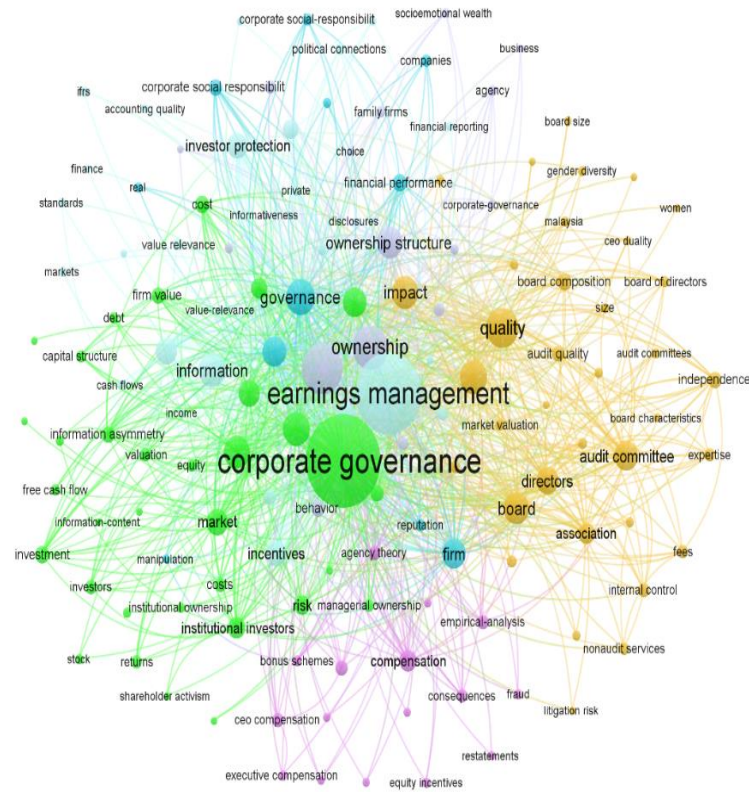 socioemotional wealth
corporate social-responsibilit
political connections
business
companies
corporate social responsibilit
agency
ifrs
accounting quality
family firms
financial reporting
board size
investor protection
choice
finance
gender diversity
real
private
financial performance
standards
cost
informativeness
disclosures
corporate-governance
women
malaysia
value relevance
ownership structure
ceo duality
markets
board composition
board of directors
firm value
value-relevance
governance
impact
size
debt
quality
ownership
capital structure
audit quality
audit committees
information
cash flows
independence
earnings management
income
board characteristics
market valuation
information asymmetry
valuation
equity
corporate governance
audit committee
expertise
directors
free cash flow
behavior
board
information-content
market
reputation
association
investment
manipulation
incentives
agency theory
firm
fees
investors
costs
internal control
institutional ownership
risk
managerial ownership
empirical-analysis
institutional investors
nonaudit services
stock
returns
bonus schemes
compensation
shareholder activism
consequences
fraud
litigation risk
ceo compensation
restatements
executive compensation
equity incentives